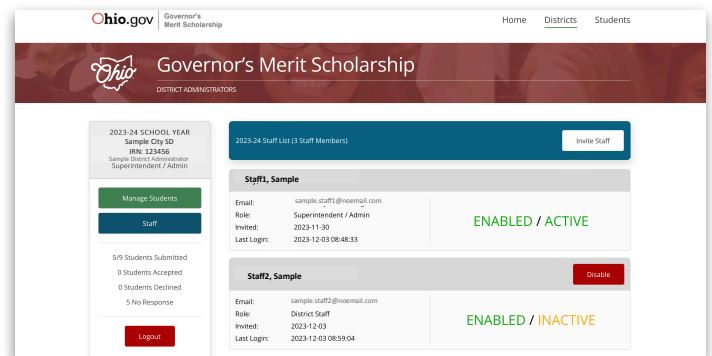 Ohio.gov
Governor's
Merit Scholarship
Home Districts Students
Ohio
Governor's Merit Scholarship
DISTRICT ADMINISTRATORS
2023-24 SCHOOL YEAR
Sample City SD
IRN: 123456
Sample District Administrator
Superintendent / Admin
Manage Students
Staff
5/9 Students Submitted
0 Students Accepted
0 Students Declined
5 No Response
Logout
2023-24 Staff List (3 Staff Members)
Invite Staff
Staff1, Sample
Email: sample.staff1@noemail.com
Role: Superintendent / Admin
Invited: 2023-11-30
Last Login: 2023-12-03 08:48:33
ENABLED / ACTIVE
Staff2, Sample
Disable
Email: sample.staff2@noemail.com
Role: District Staff
Invited: 2023-12-03
Last Login: 2023-12-03 08:59:04
ENABLED / INACTIVE